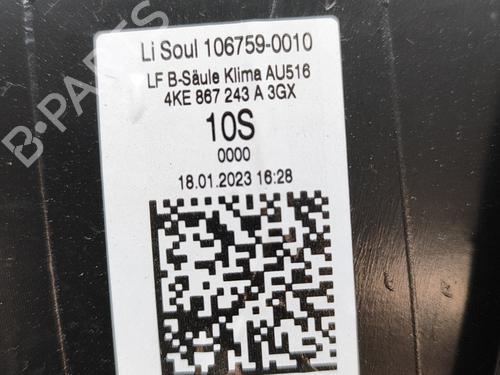 Li Soul 106759-0010
LF B-Säule Klima AU516
4KE 867 243 A 3GX
10S
0000
18.01.2023 16:28
B-PARTS